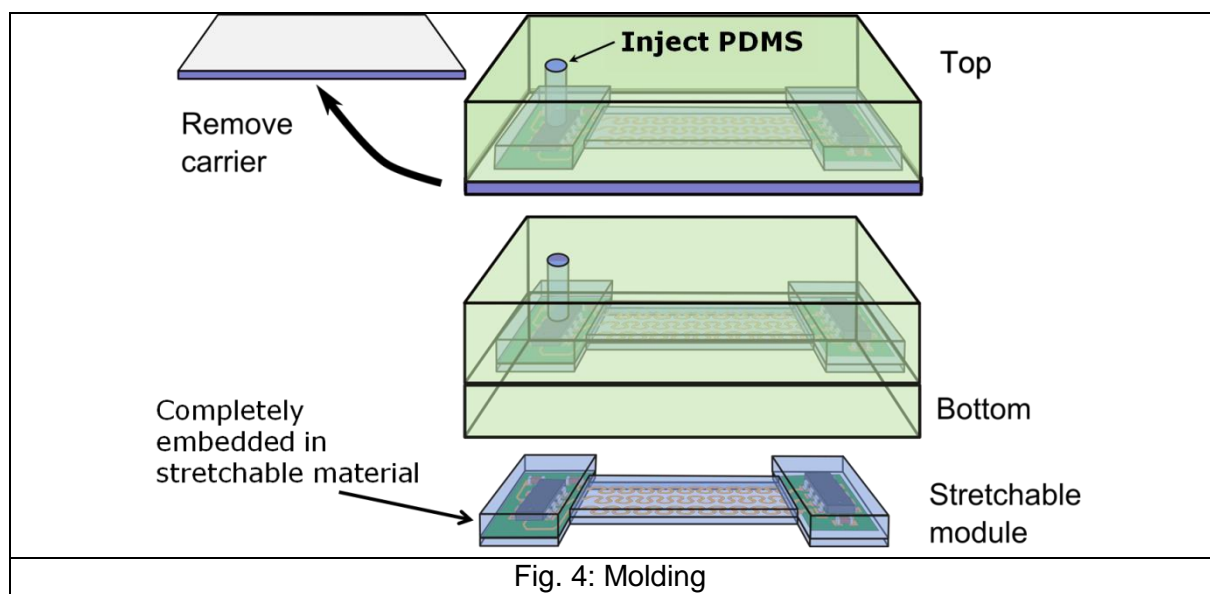 Inject PDMS
Top
Remove
carrier
Bottom
Completely
embedded in
stretchable material
Stretchable
module
Fig. 4: Molding